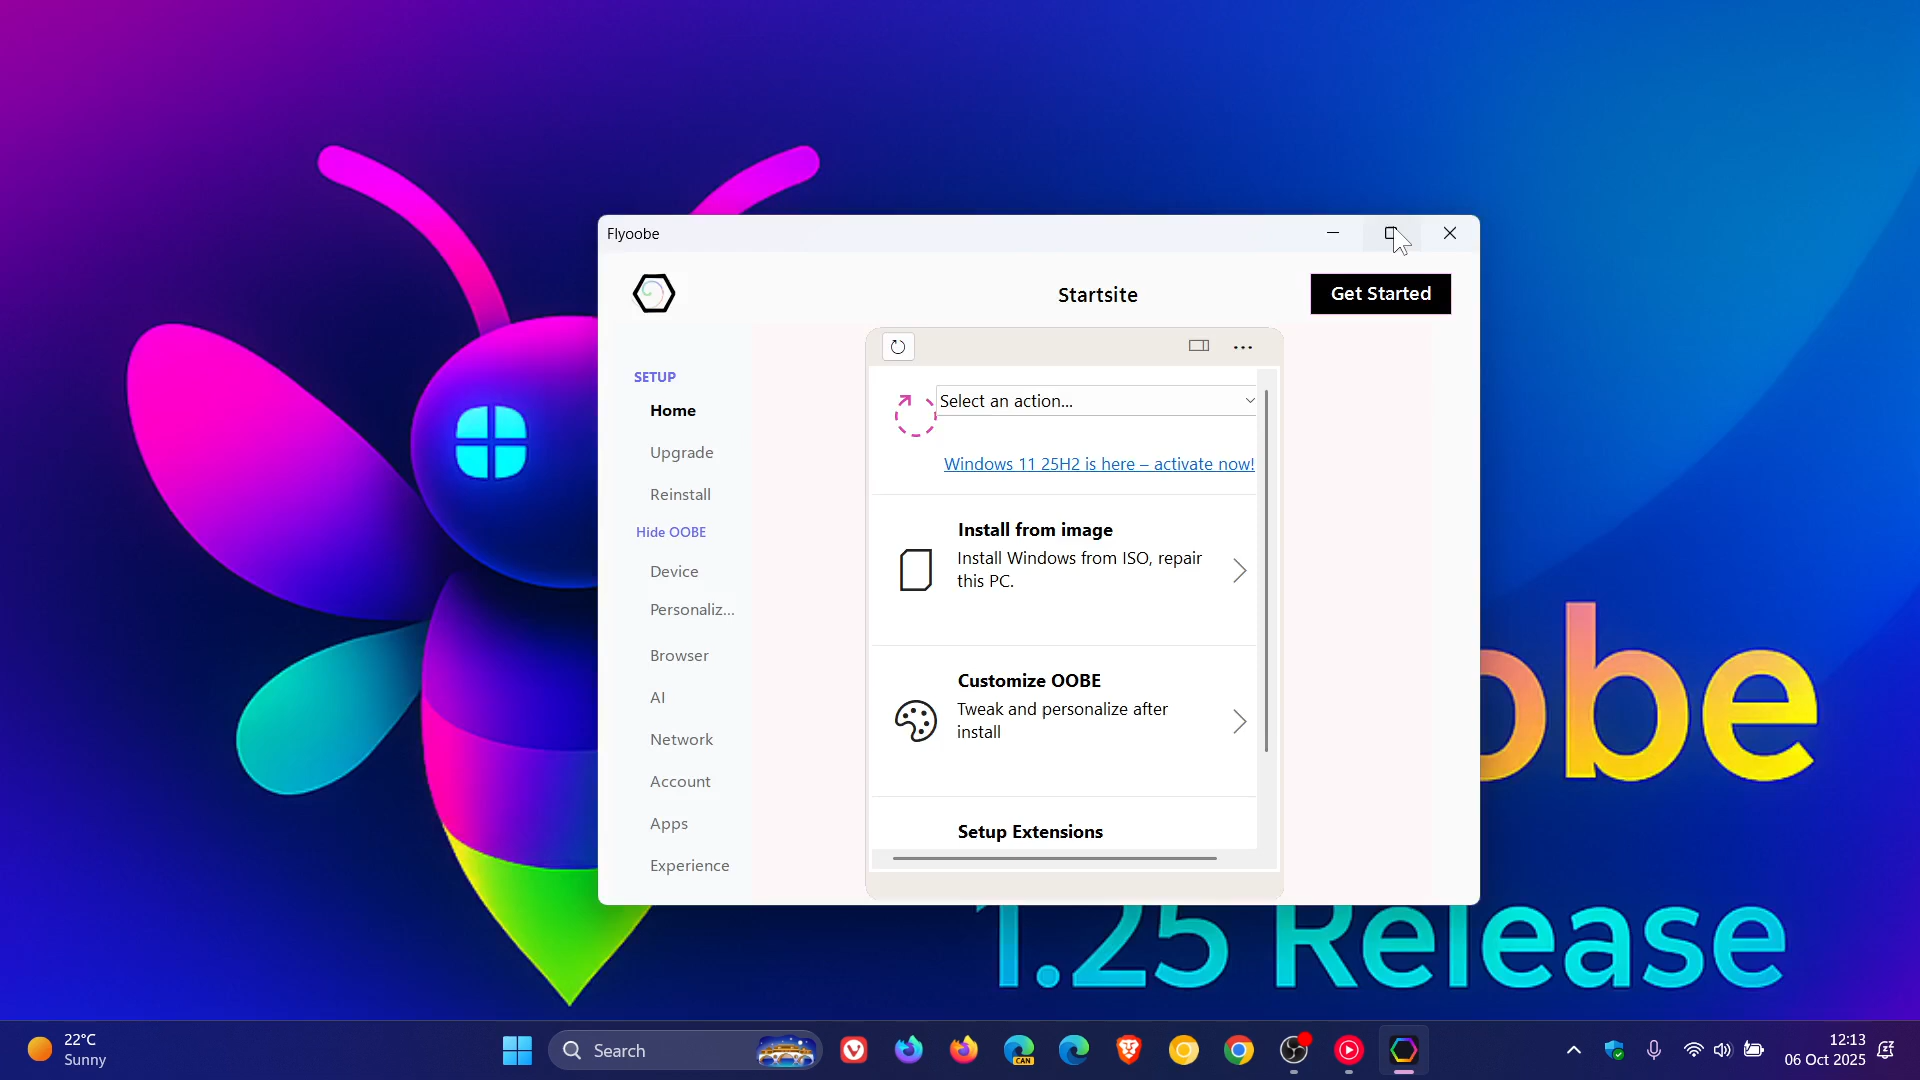 Flyoobe
Startsite
Get Started
SETUP
Home
Upgrade
Reinstall
Hide OOBE
Device
Personaliz...
Browser
AI
Network
Account
Apps
Experience
Select an action...
Windows 11 25H2 is here – activate now!
Install from image
Install Windows from ISO, repair
this PC.
Customize OOBE
Tweak and personalize after
install
Setup Extensions
obe
1.25 Release
22°C
Sunny
Search
CAN
12:13
06 Oct 2025